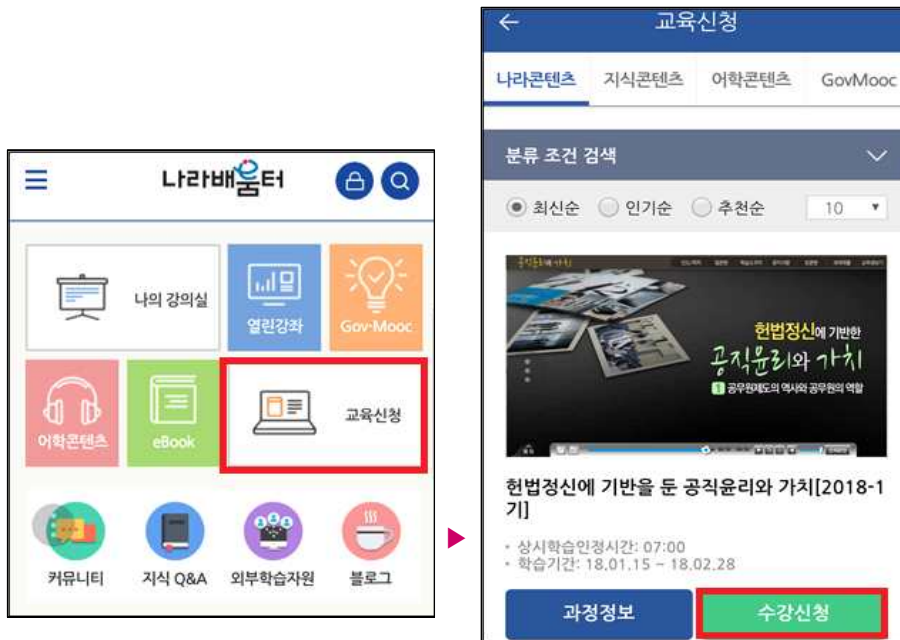 나라배움터
나의 강의실
열린강좌
Gov-Mooc
어학콘텐츠
eBook
교육신청
커뮤니티
지식 Q&A
외부학습자원
블로그
교육신청
나라콘텐츠
지식콘텐츠
어학콘텐츠
GovMooc
분류 조건 검색
최신순
인기순
추천순
10
헌법정신에 기반한
공직윤리와 가치
1 공무원제도의 역사와 공무원의 역할
헌법정신에 기반을 둔 공직윤리와 가치[2018-1
기]
• 상시학습인정시간: 07:00
• 학습기간: 18.01.15 ~ 18.02.28
과정정보
수강신청